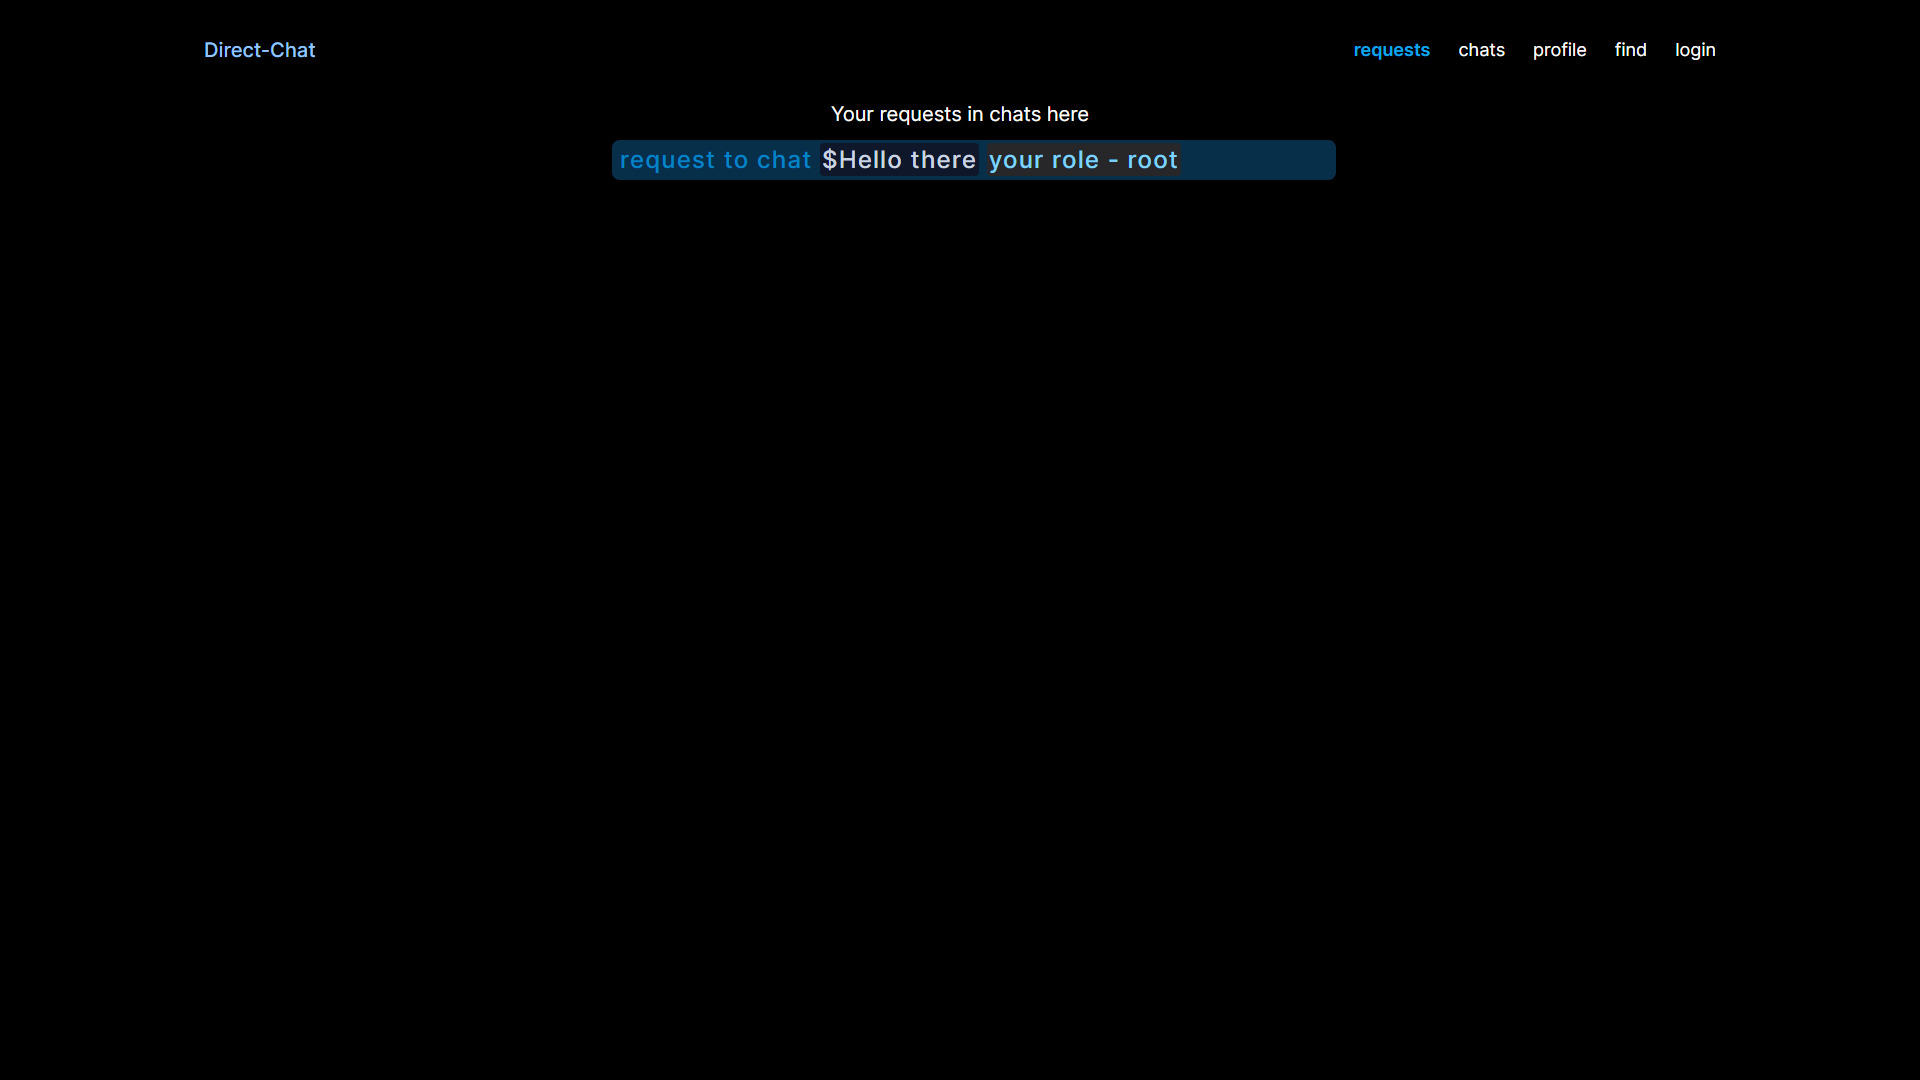 Direct-Chat requests chats profile find login
Your requests in chats here
request to chat $Hello there your role - root